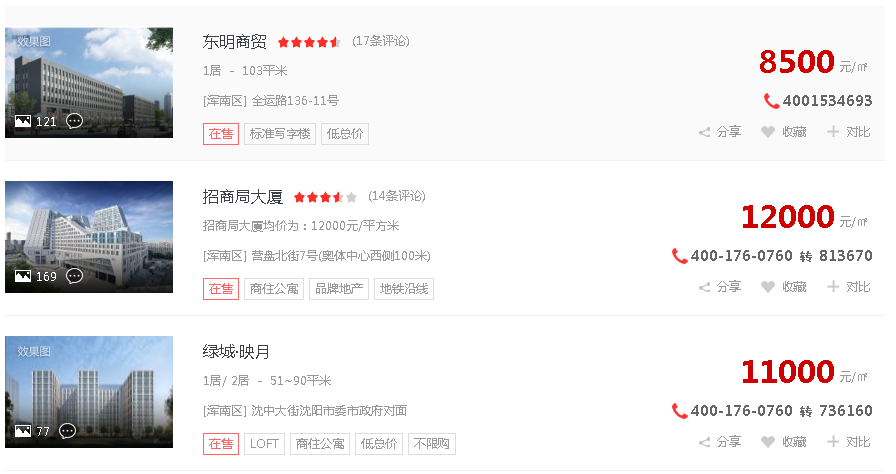 效果图
121
东明商贸 (17条评论)
1居 - 103平米
[浑南区] 全运路136-11号
在售 标准写字楼 低总价
8500 元/㎡
4001534693
分享 收藏 对比
169
招商局大厦 (14条评论)
招商局大厦均价为：12000元/平方米
[浑南区] 营盘北街7号(奥体中心西侧100米)
在售 商住公寓 品牌地产 地铁沿线
12000 元/㎡
400-176-0760 转 813670
分享 收藏 对比
效果图
77
绿城·映月
1居/ 2居 - 51~90平米
[浑南区] 沈中大街沈阳市委市政府对面
在售 LOFT 商住公寓 低总价 不限购
11000 元/㎡
400-176-0760 转 736160
分享 收藏 对比